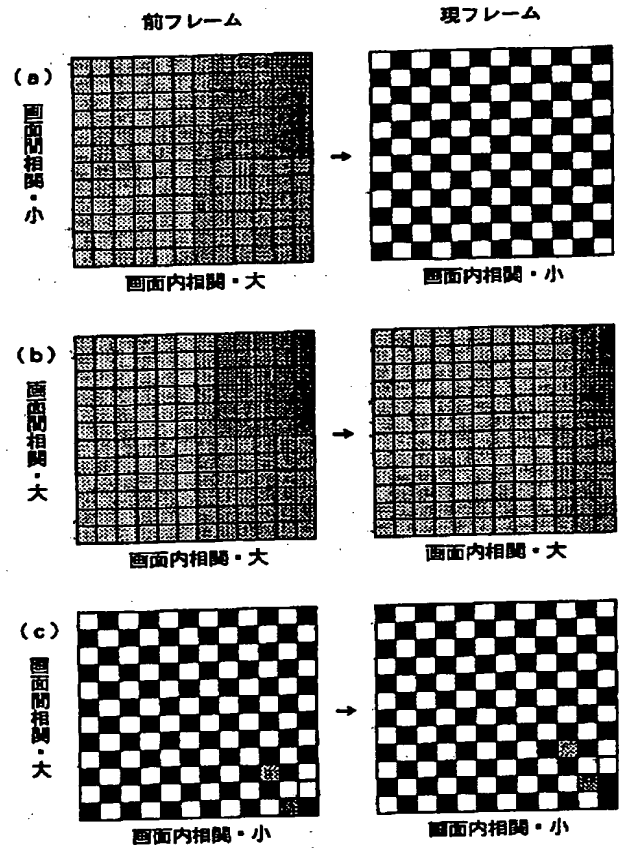 前フレーム
現フレーム
(a)
画面間相関・小
画面内相関・大
画面内相関・小
(b)
画面間相関・大
画面内相関・大
画面内相関・大
(c)
画面間相関・大
画面内相関・小
画面内相関・小